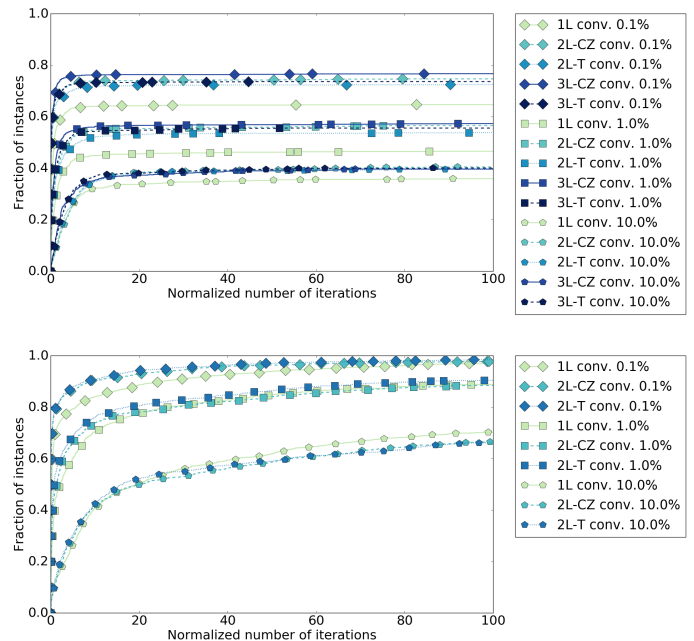 1.0
0.8
0.6
0.4
0.2
0.0
Fraction of instances
0 20 40 60 80 100
Normalized number of iterations
1L conv. 0.1%
2L-CZ conv. 0.1%
2L-T conv. 0.1%
3L-CZ conv. 0.1%
3L-T conv. 0.1%
1L conv. 1.0%
2L-CZ conv. 1.0%
2L-T conv. 1.0%
3L-CZ conv. 1.0%
3L-T conv. 1.0%
1L conv. 10.0%
2L-CZ conv. 10.0%
2L-T conv. 10.0%
3L-CZ conv. 10.0%
3L-T conv. 10.0%
1.0
0.8
0.6
0.4
0.2
0.0
Fraction of instances
0 20 40 60 80 100
Normalized number of iterations
1L conv. 0.1%
2L-CZ conv. 0.1%
2L-T conv. 0.1%
1L conv. 1.0%
2L-CZ conv. 1.0%
2L-T conv. 1.0%
1L conv. 10.0%
2L-CZ conv. 10.0%
2L-T conv. 10.0%